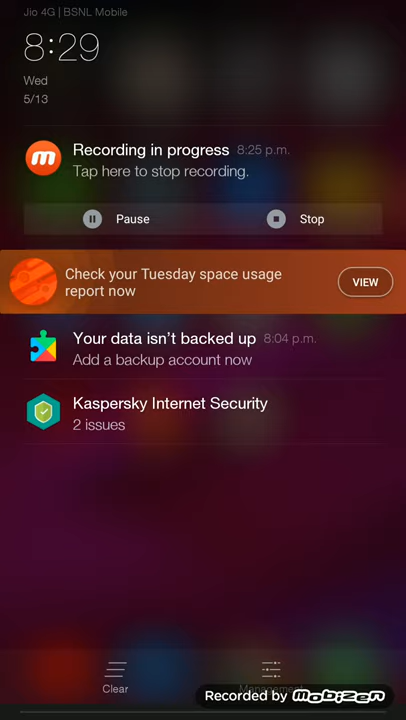 Jio 4G | BSNL Mobile
8:29
Wed
5/13
Recording in progress 8:25 p.m.
Tap here to stop recording.
Pause Stop
Check your Tuesday space usage
report now
VIEW
Your data isn't backed up 8:04 p.m.
Add a backup account now
Kaspersky Internet Security
2 issues
Clear Management
Recorded by mobizen